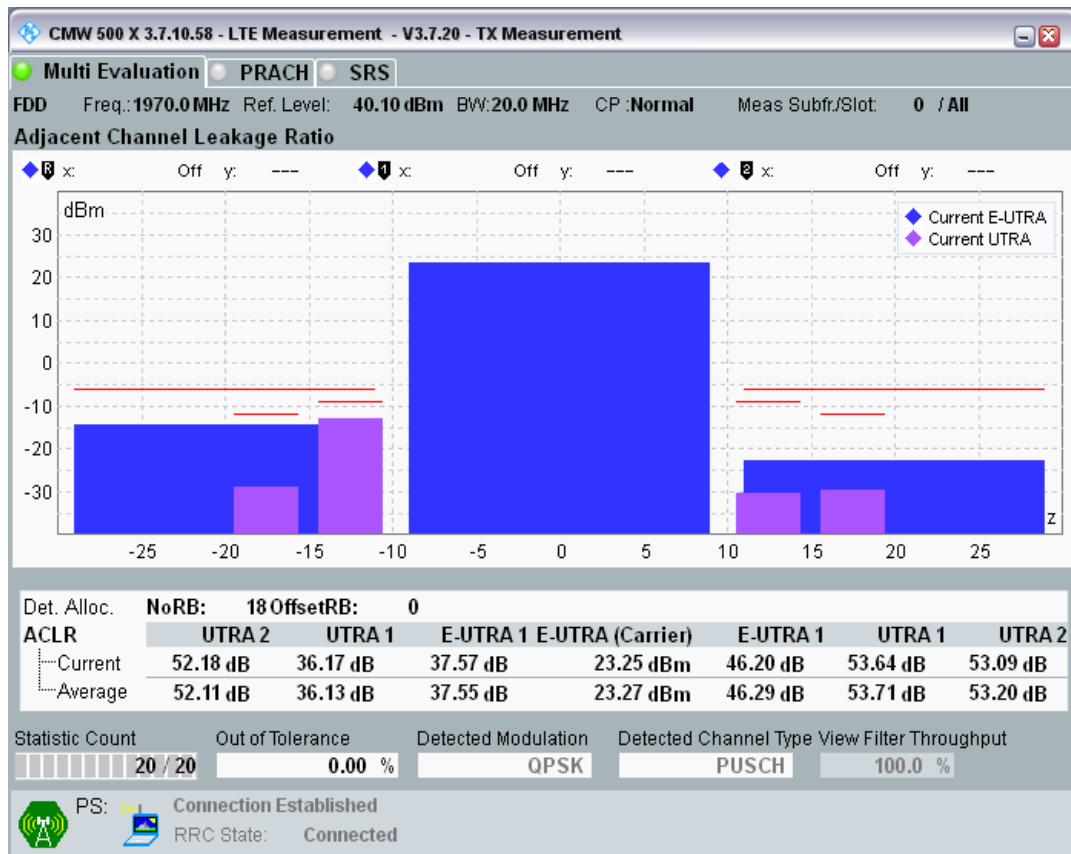 CMW 500 X 3.7.10.58 - LTE Measurement - V3.7.20 - TX Measurement
Multi Evaluation PRACH SRS
FDD Freq.:1970.0 MHz Ref. Level: 40.10 dBm BW:20.0 MHz CP :Normal Meas Subfr./Slot: 0 / All
Adjacent Channel Leakage Ratio
R x: Off y: --- 1 x: Off y: --- 2 x: Off y: ---
dBm
Current E-UTRA
Current UTRA
30
20
10
0
-10
-20
-30
z
-25 -20 -15 -10 -5 0 5 10 15 20 25
Det. Alloc. NoRB: 18 OffsetRB: 0
ACLR UTRA 2 UTRA 1 E-UTRA 1 E-UTRA (Carrier) E-UTRA 1 UTRA 1 UTRA 2
Current 52.18 dB 36.17 dB 37.57 dB 23.25 dBm 46.20 dB 53.64 dB 53.09 dB
Average 52.11 dB 36.13 dB 37.55 dB 23.27 dBm 46.29 dB 53.71 dB 53.20 dB
Statistic Count Out of Tolerance Detected Modulation Detected Channel Type View Filter Throughput
20 / 20 0.00 % QPSK PUSCH 100.0 %
PS: Connection Established
RRC State: Connected